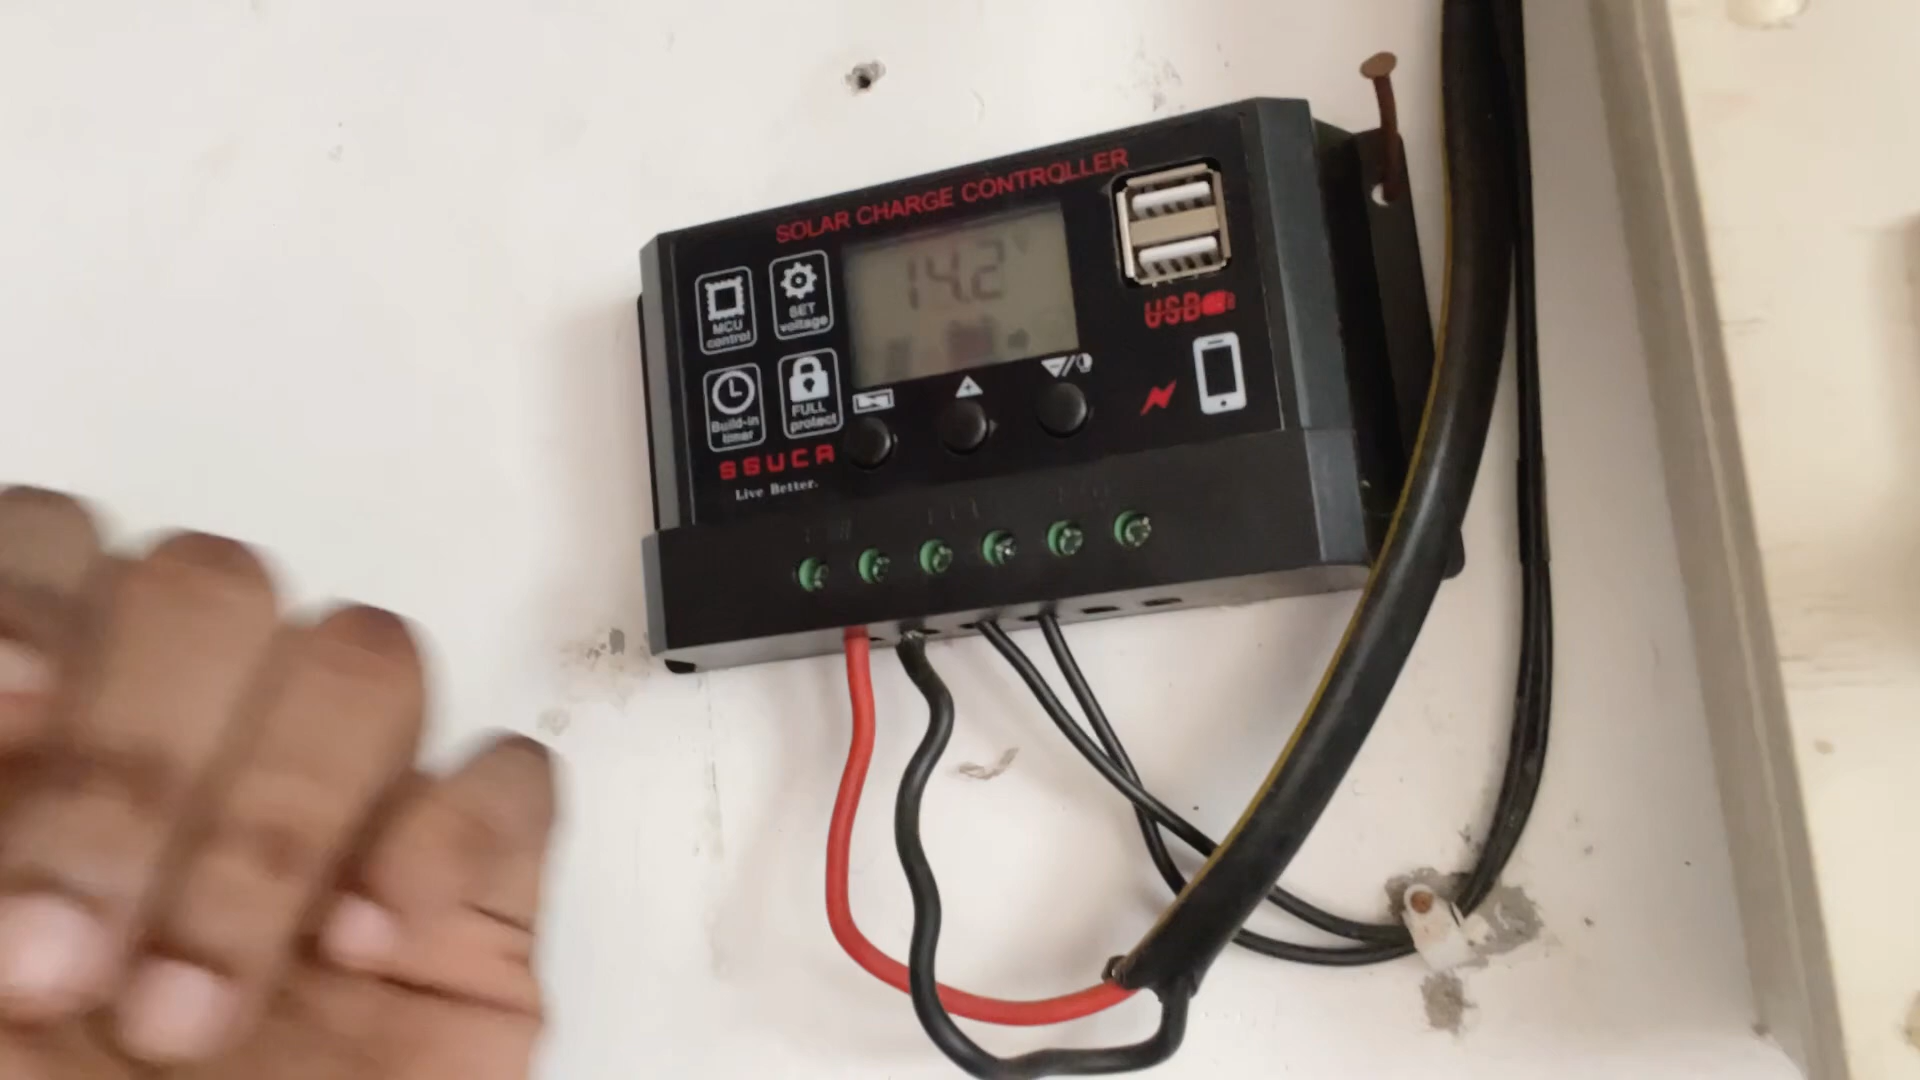 SOLAR CHARGE CONTROLLER
MCU
control
SET
voltage
14.2 V
USB
Build-in
timer
FULL
protect
SSUCA
Live Better.